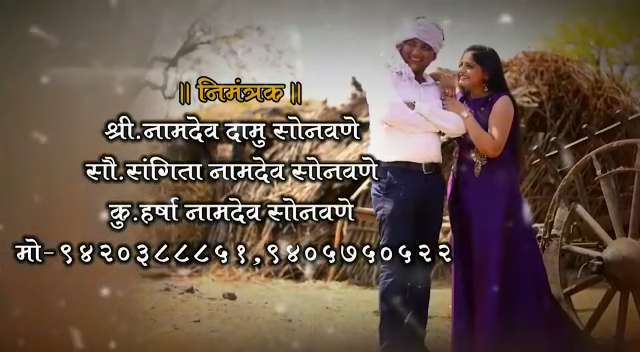 || निमंत्रक ||
श्री.नामदेव दामु सोनवणे
सौ.संगिता नामदेव सोनवणे
कु.हर्षा नामदेव सोनवणे
मो-९४२०३८८८५१,९४०५७५०५२२